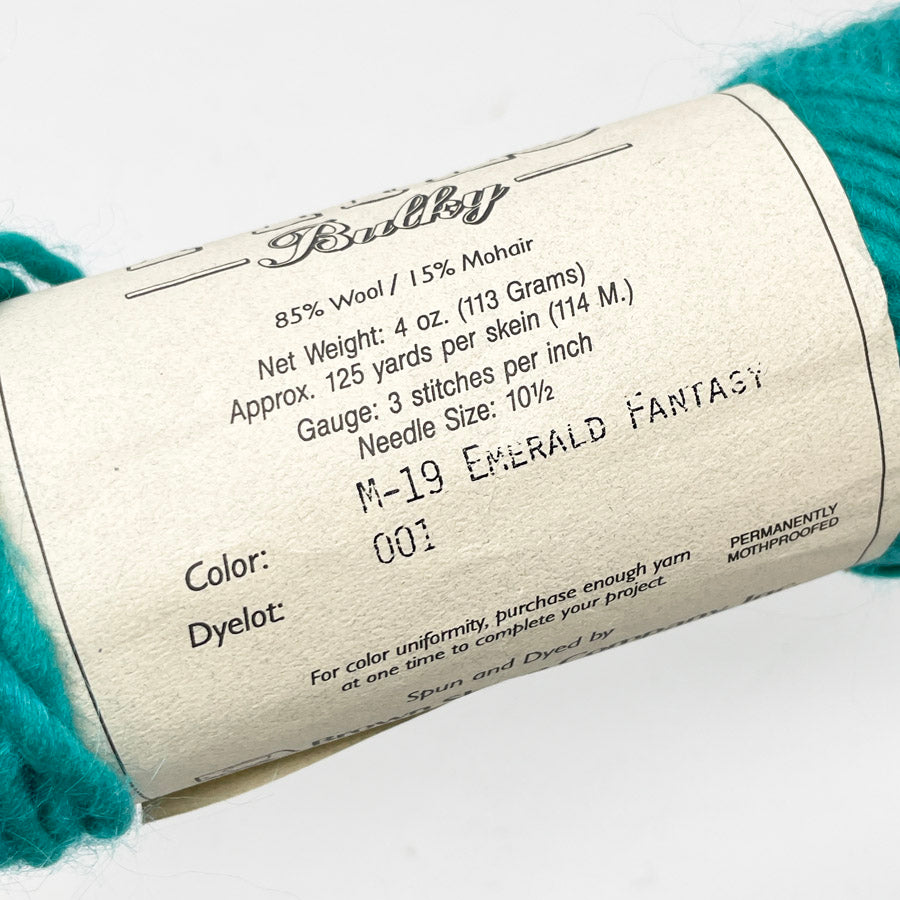 Bulky
85% Wool / 15% Mohair
Net Weight: 4 oz. (113 Grams)
Approx. 125 yards per skein (114 M.)
Gauge: 3 stitches per inch
Needle Size: 10½
Color: M-19 EMERALD FANTASY
Dyelot: 001
PERMANENTLY
MOTHPROOFED
For color uniformity, purchase enough yarn
at one time to complete your project.
Spun and Dyed by
Company, Inc